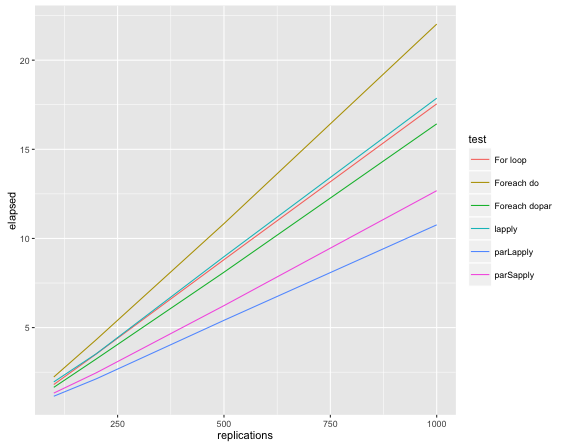 20
15
10
5
elapsed
250
500
750
1000
replications
test
For loop
Foreach do
Foreach dopar
lapply
parLapply
parSapply